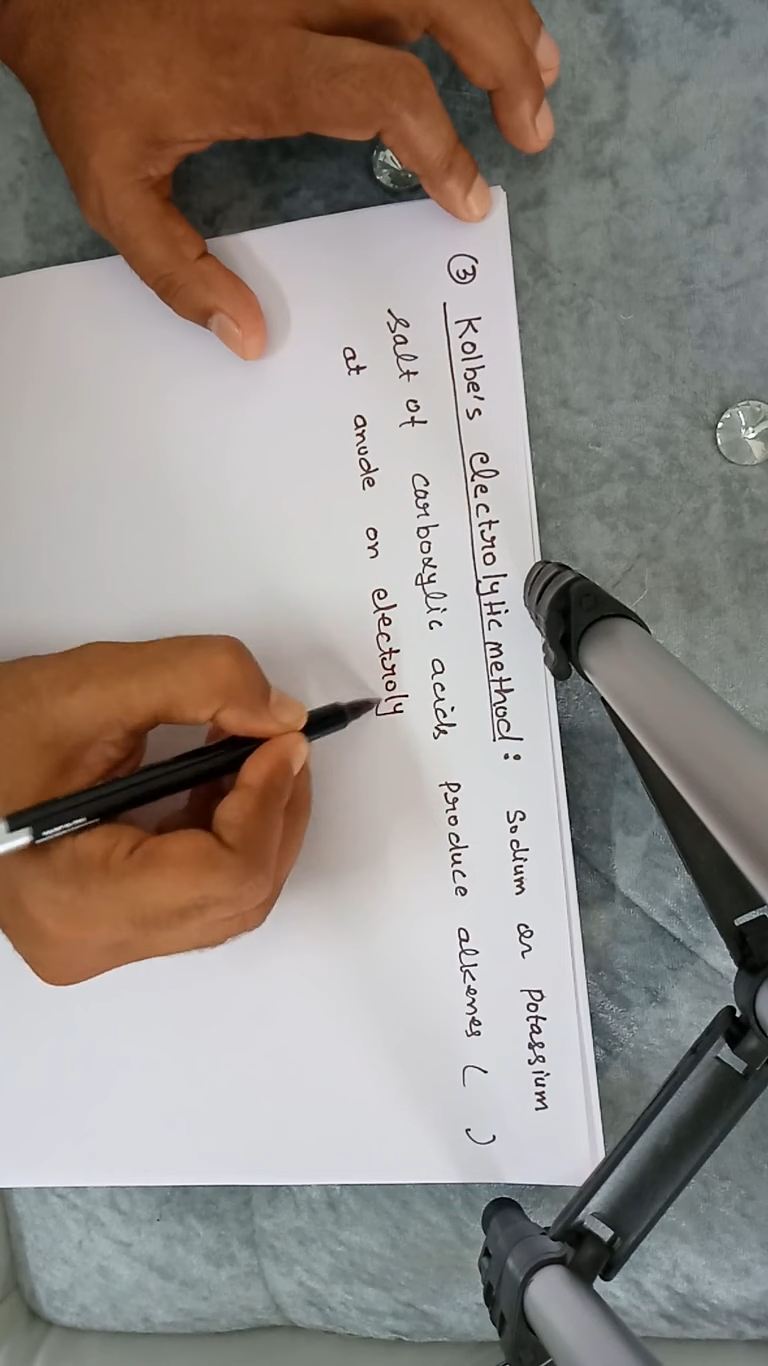 ③ Kolbe's electrolytic method: Sodium or Potassium
salt of carboxylic acids produce alkenes ( )
at anode on electroly